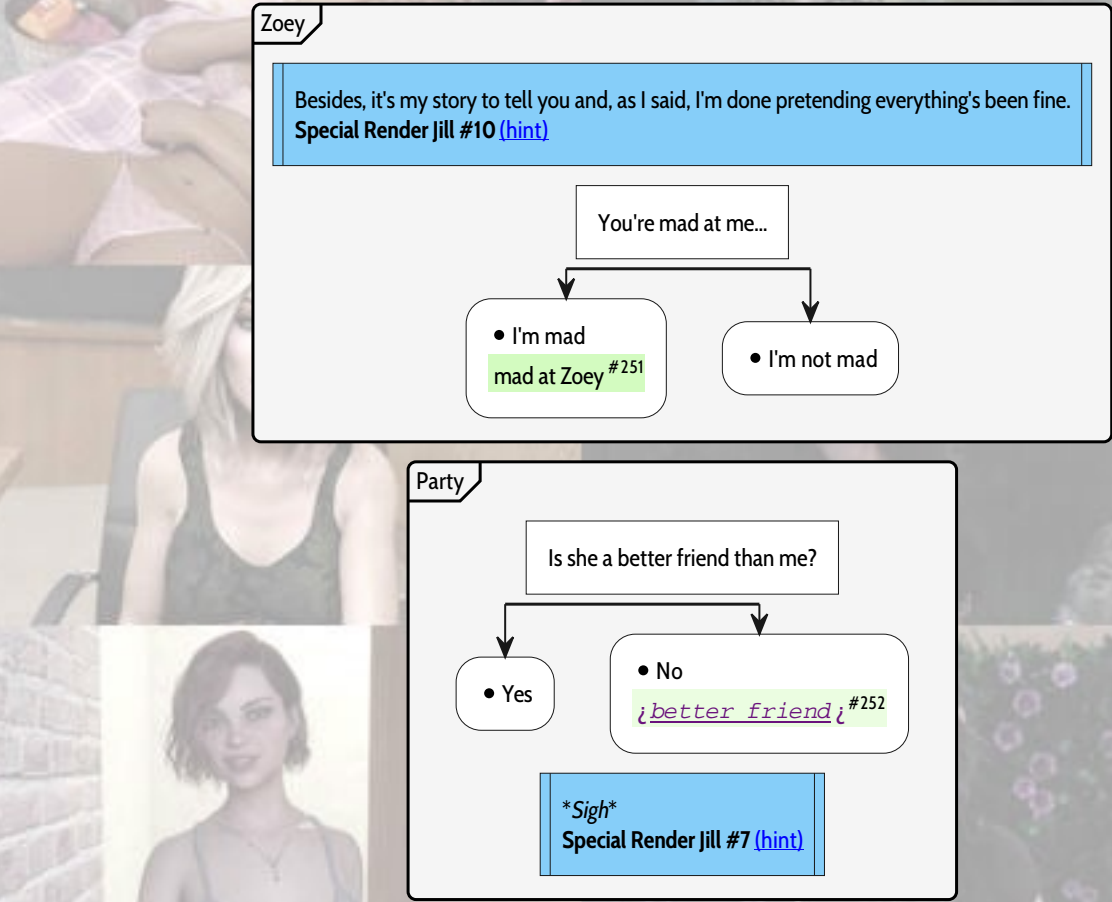 Zoey
Besides, it's my story to tell you and, as I said, I'm done pretending everything's been fine.
Special Render Jill #10 (hint)
You're mad at me...
• I'm mad
mad at Zoey #251
• I'm not mad
Party
Is she a better friend than me?
• Yes
• No
¿better friend¿ #252
*Sigh*
Special Render Jill #7 (hint)